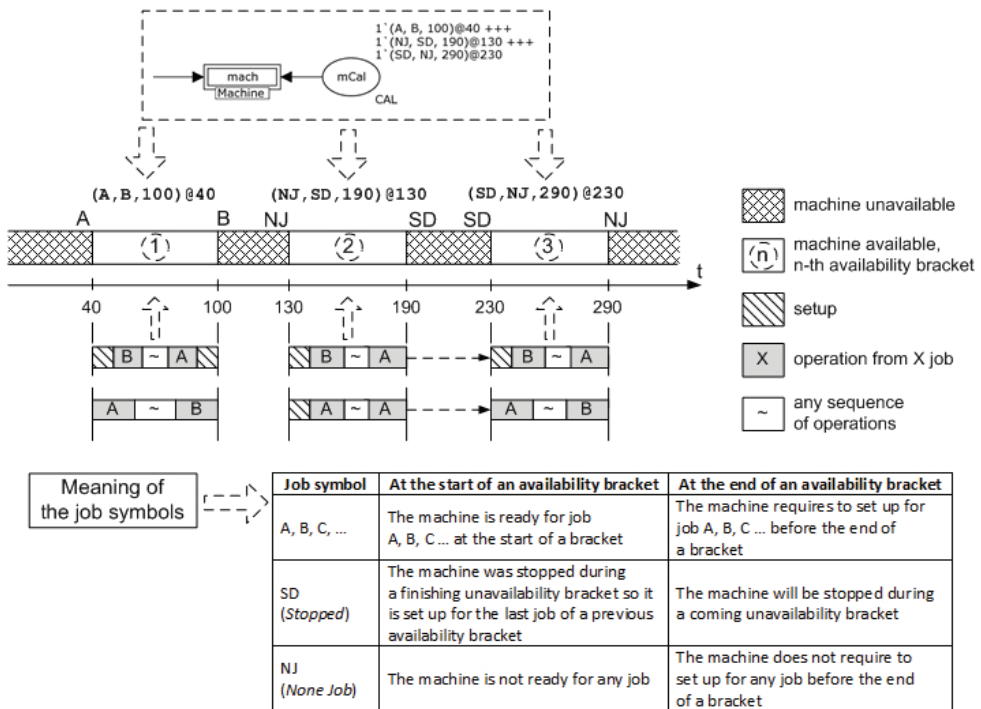 1`(A, B, 100)@40 +++
1`(NJ, SD, 190)@130 +++
1`(SD, NJ, 290)@230
mach
Machine
mCal
CAL
(A,B,100)@40
(NJ,SD,190)@130
(SD,NJ,290)@230
A B NJ SD SD NJ
1 2 3
t
40 100 130 190 230 290
B ~ A
B ~ A
B ~ A
A ~ B
A ~ A
A ~ B
machine unavailable
n
machine available,
n-th availability bracket
setup
X
operation from X job
~
any sequence
of operations
Meaning of
the job symbols
Job symbol
At the start of an availability bracket
At the end of an availability bracket
A, B, C, ...
The machine is ready for job
A, B, C ... at the start of a bracket
The machine requires to set up for
job A, B, C ... before the end of
a bracket
SD
(Stopped)
The machine was stopped during
a finishing unavailability bracket so it
is set up for the last job of a previous
availability bracket
The machine will be stopped during
a coming unavailability bracket
NJ
(None Job)
The machine is not ready for any job
The machine does not require to
set up for any job before the end
of a bracket